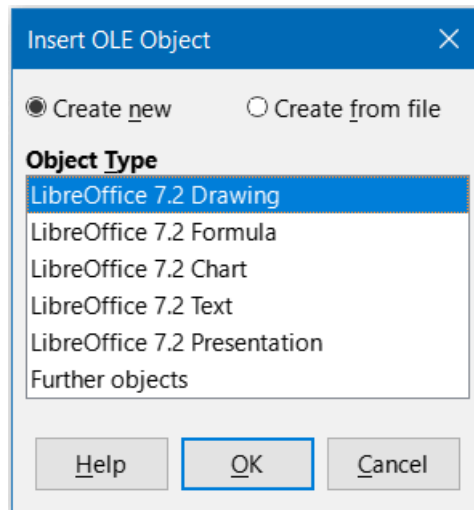 Insert OLE Object
Create new Create from file
Object Type
LibreOffice 7.2 Drawing
LibreOffice 7.2 Formula
LibreOffice 7.2 Chart
LibreOffice 7.2 Text
LibreOffice 7.2 Presentation
Further objects
Help OK Cancel